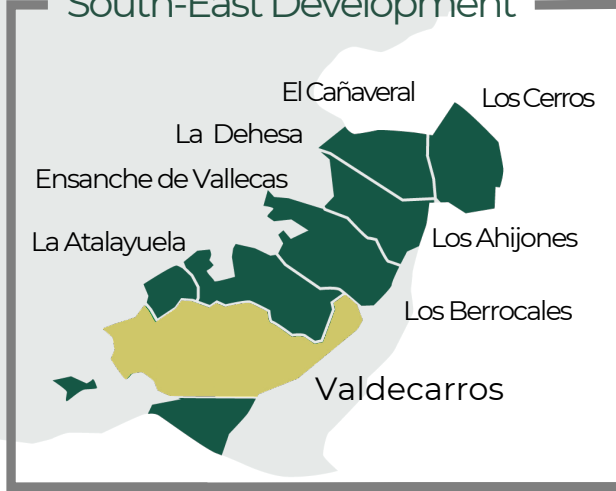 South-East Development
El Cañaveral
Los Cerros
La Dehesa
Ensanche de Vallecas
La Atalayuela
Los Ahijones
Los Berrocales
Valdecarros